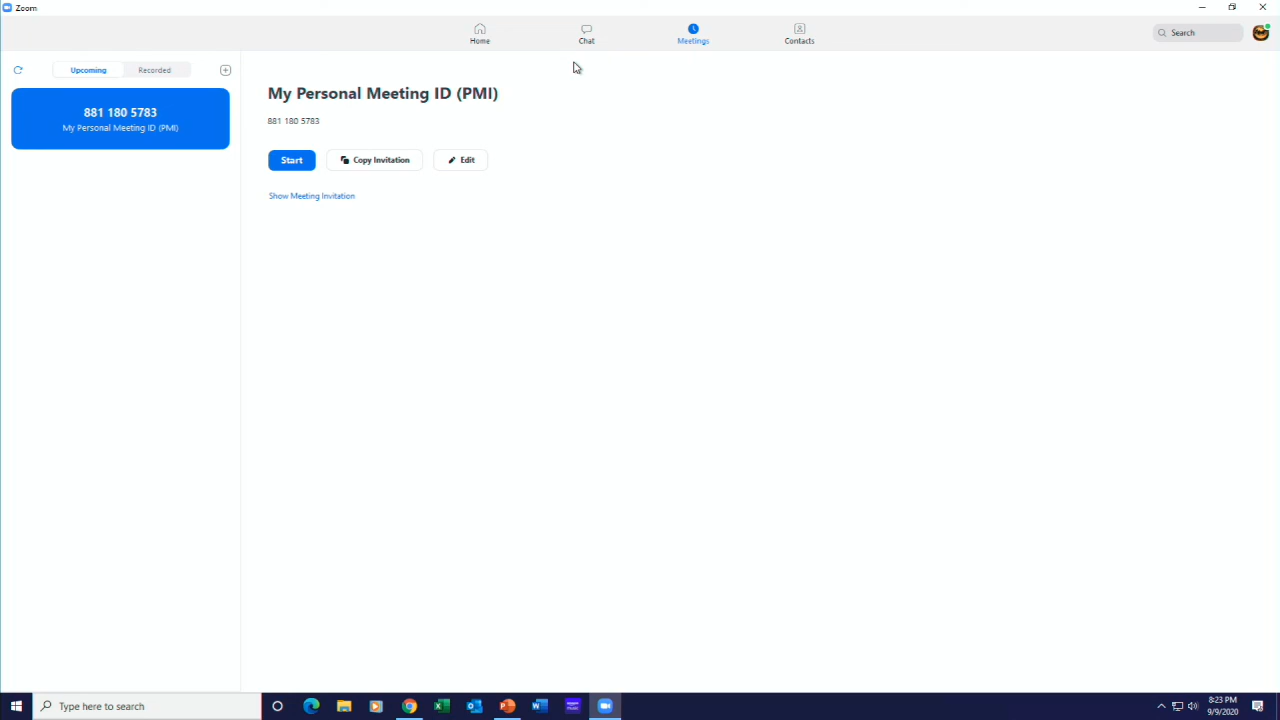 Zoom
Home
Chat
Meetings
Contacts
Search
Upcoming
Recorded
881 180 5783
My Personal Meeting ID (PMI)
My Personal Meeting ID (PMI)
881 180 5783
Start
Copy Invitation
Edit
Show Meeting Invitation
Type here to search
8:23 PM
9/9/2020